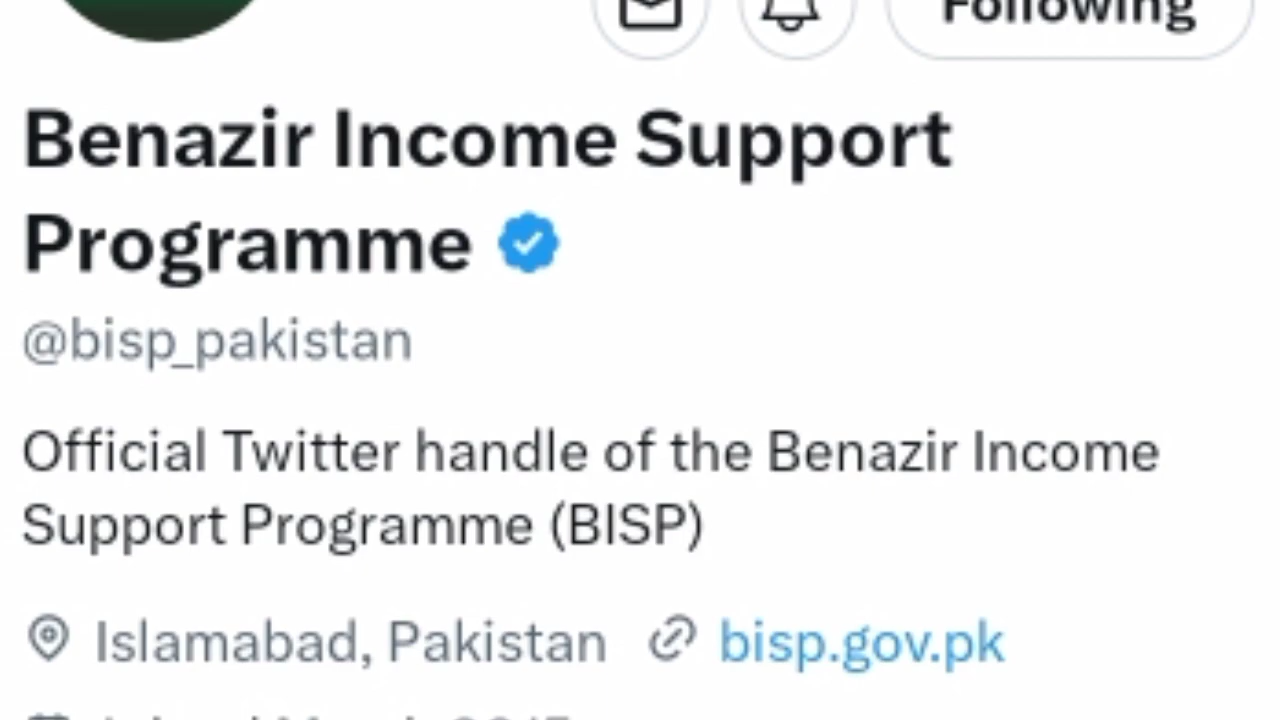 Following
Benazir Income Support
Programme
@bisp_pakistan
Official Twitter handle of the Benazir Income
Support Programme (BISP)
Islamabad, Pakistan bisp.gov.pk